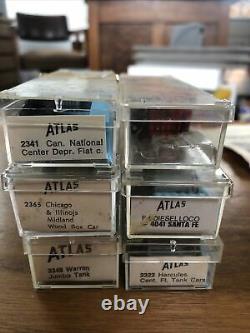 ATLAS
2341 Can. National
Center Depr. Flat c.
ATLAS
2365 Chicago
& Illinois
Midland
Wood Box Car
ATLAS
DIESELLOCO
4041 SANTA FE
ATLAS
2348 Warren
Jumbo Tank
ATLAS
2322 Hercules
Cent. Fl. Tank Cars